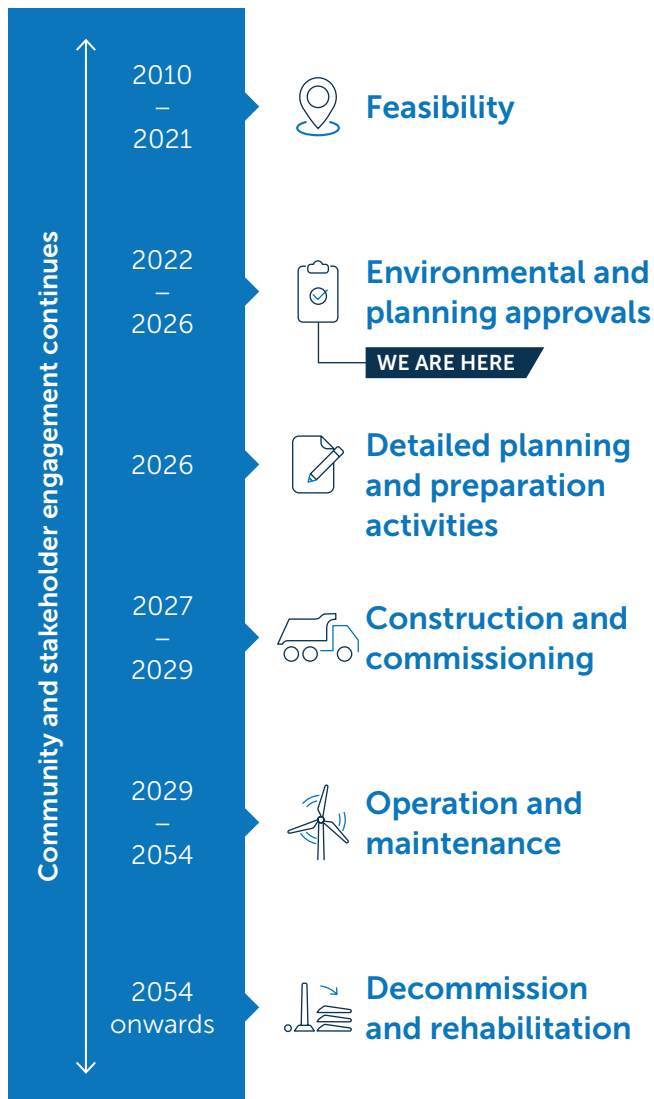 Community and stakeholder engagement continues
2010
–
2021
Feasibility
2022
–
2026
Environmental and
planning approvals
WE ARE HERE
2026
Detailed planning
and preparation
activities
2027
–
2029
Construction and
commissioning
2029
–
2054
Operation and
maintenance
2054
onwards
Decommission
and rehabilitation